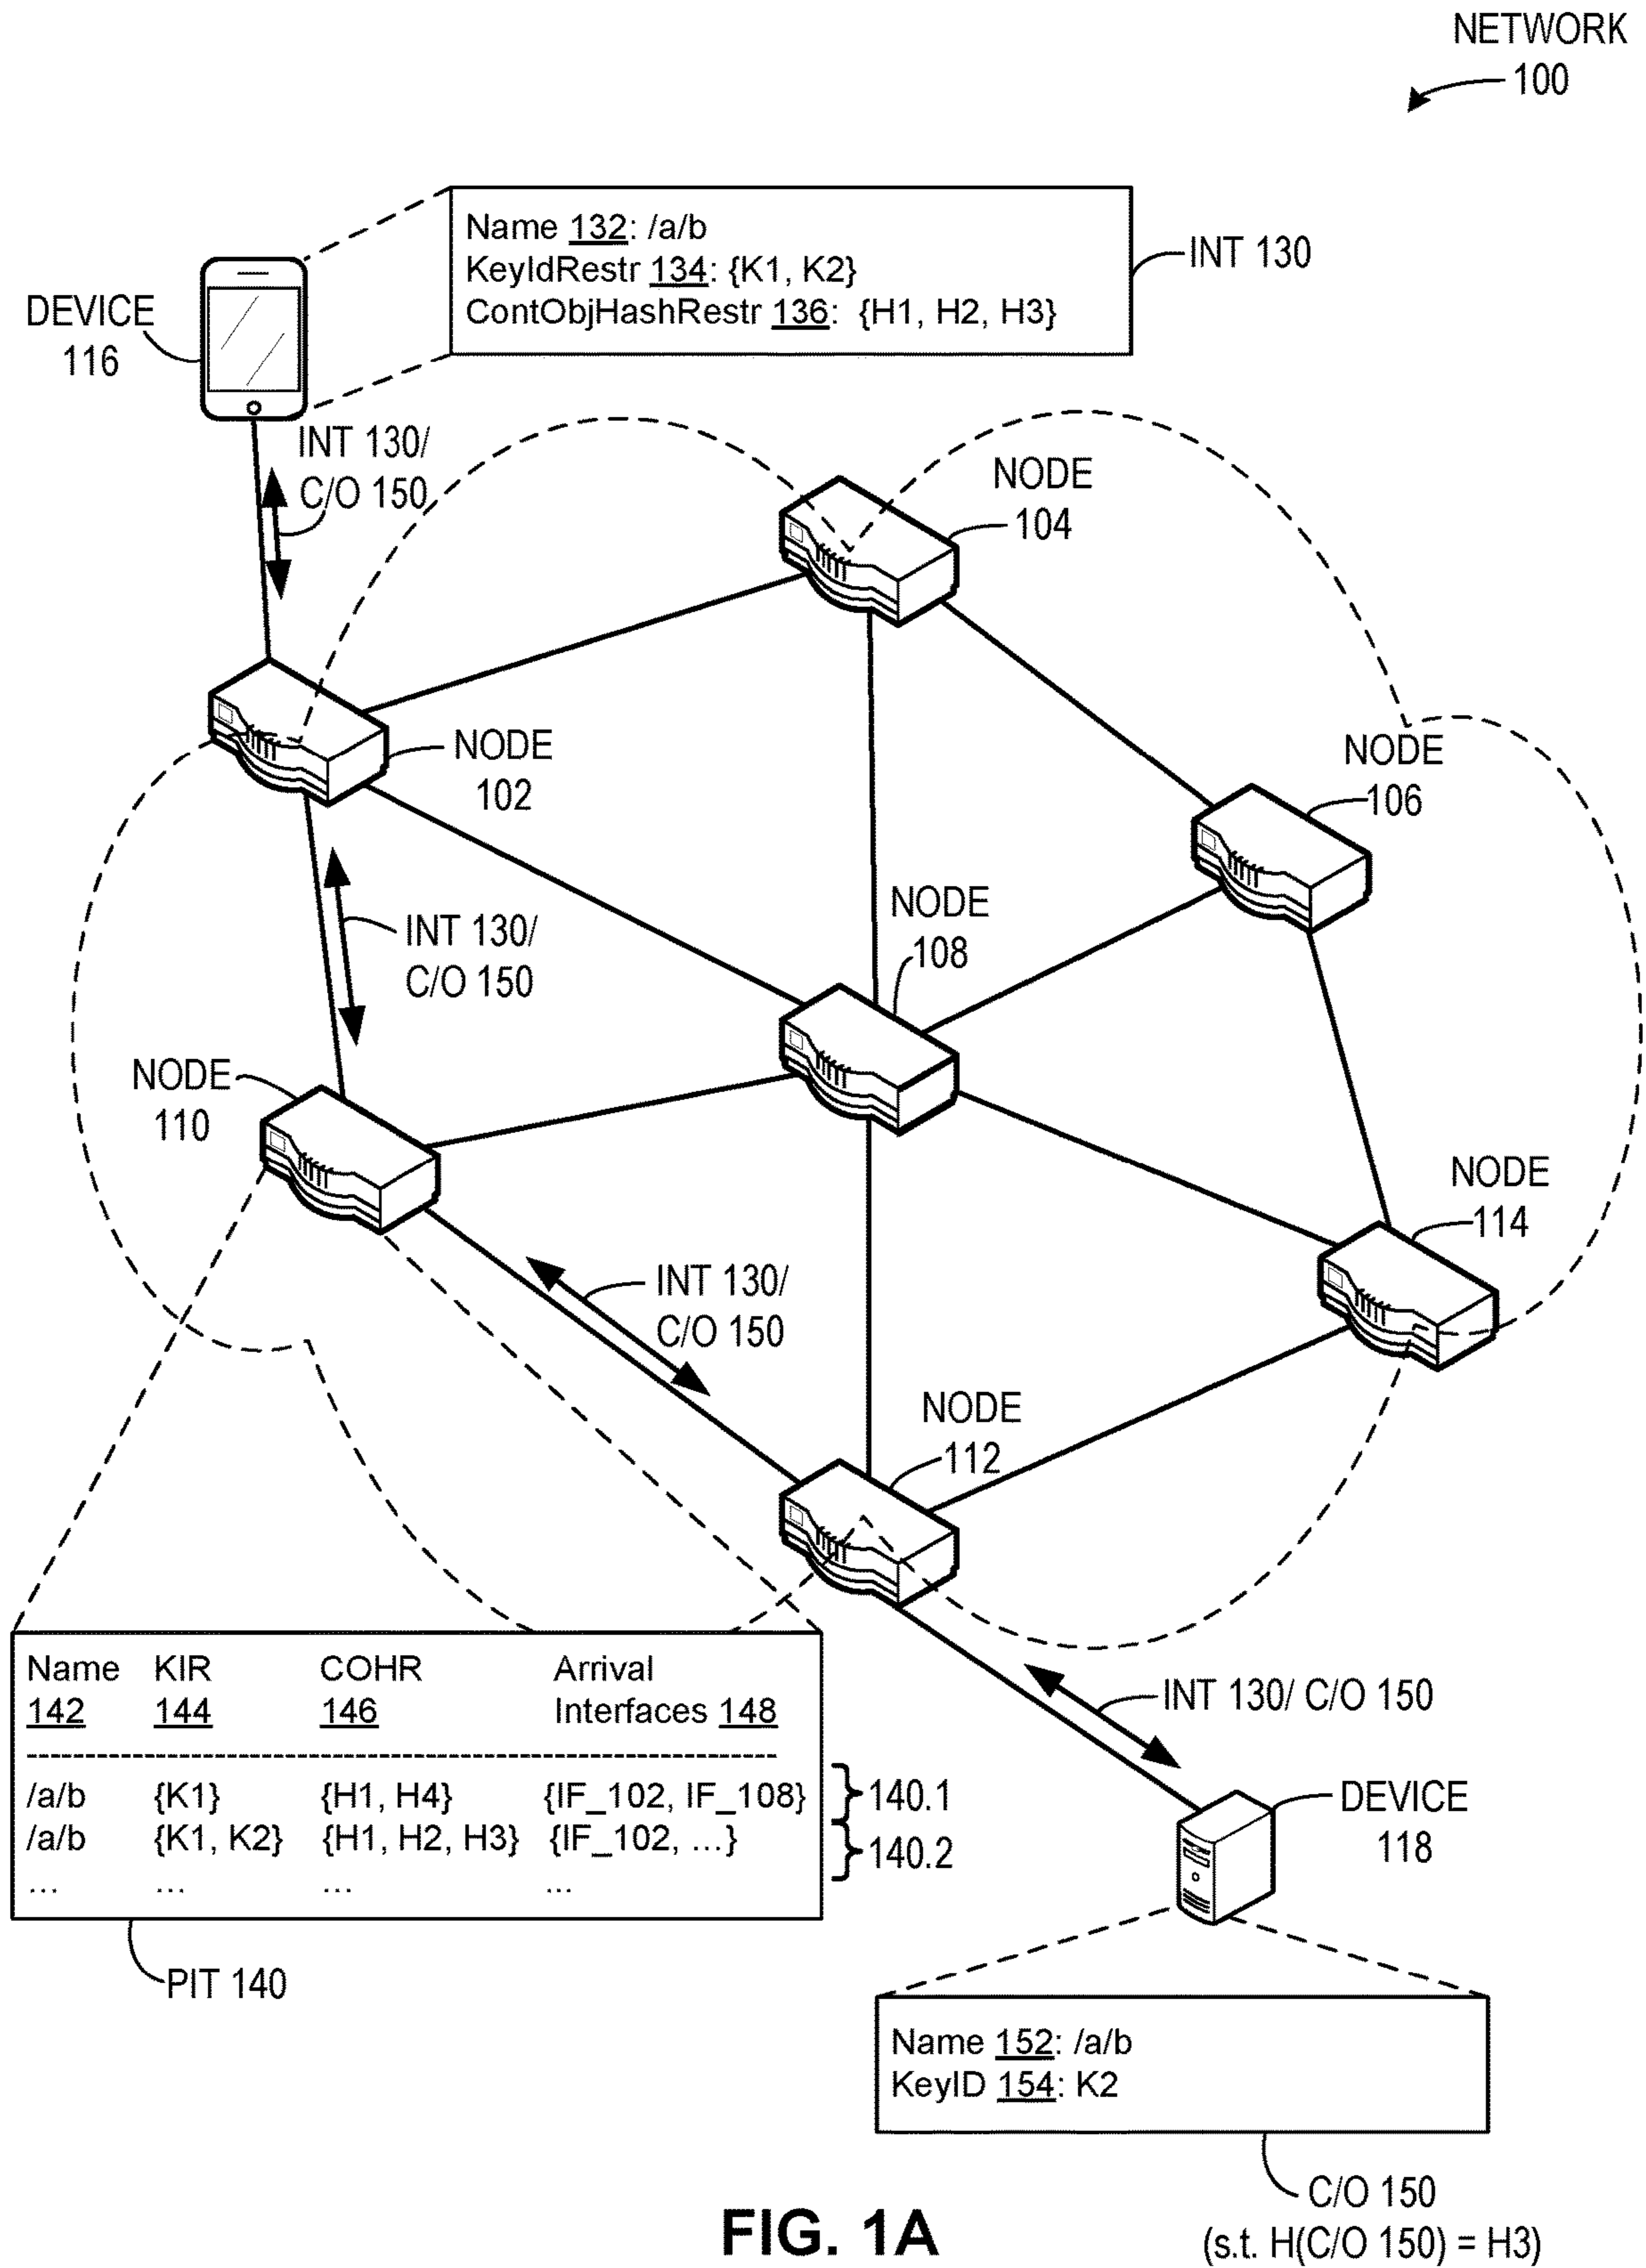 NETWORK
100
Name 132: /a/b
KeyIdRestr 134: {K1, K2}
ContObjHashRestr 136: {H1, H2, H3}
INT 130
DEVICE
116
INT 130/
C/O 150
NODE
104
NODE
102
NODE
106
NODE
108
INT 130/
C/O 150
NODE
110
NODE
114
INT 130/
C/O 150
NODE
112
Name KIR COHR Arrival
142 144 146 Interfaces 148
/a/b {K1} {H1, H4} {IF_102, IF_108}
/a/b {K1, K2} {H1, H2, H3} {IF_102, ...}
... ... ... ...
140.1
140.2
PIT 140
INT 130/ C/O 150
DEVICE
118
Name 152: /a/b
KeyID 154: K2
C/O 150
(s.t. H(C/O 150) = H3)
FIG. 1A